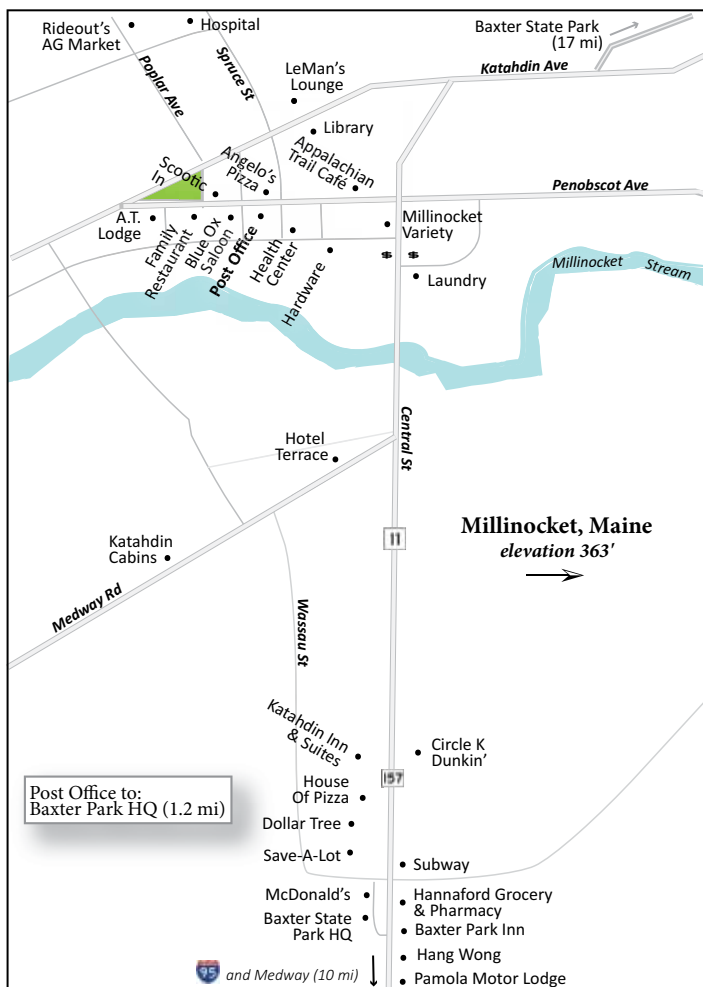 Rideout's
AG Market
Hospital
Baxter State Park
(17 mi)
Poplar Ave
Spruce St
LeMan's
Lounge
Katahdin Ave
Library
Scootic
In
Angelo's
Pizza
Appalachian
Trail Café
Penobscot Ave
A.T.
Lodge
Family
Restaurant
Blue Ox
Saloon
Post Office
Health
Center
Hardware
Millinocket
Variety
$
$
Laundry
Millinocket Stream
Central St
Hotel
Terrace
11
Millinocket, Maine
elevation 363'
Katahdin
Cabins
Medway Rd
Wassau St
Katahdin Inn
& Suites
Circle K
Dunkin'
157
House
Of Pizza
Post Office to:
Baxter Park HQ (1.2 mi)
Dollar Tree
Save-A-Lot
Subway
McDonald's
Hannaford Grocery
& Pharmacy
Baxter State
Park HQ
Baxter Park Inn
Hang Wong
95 and Medway (10 mi)
Pamola Motor Lodge